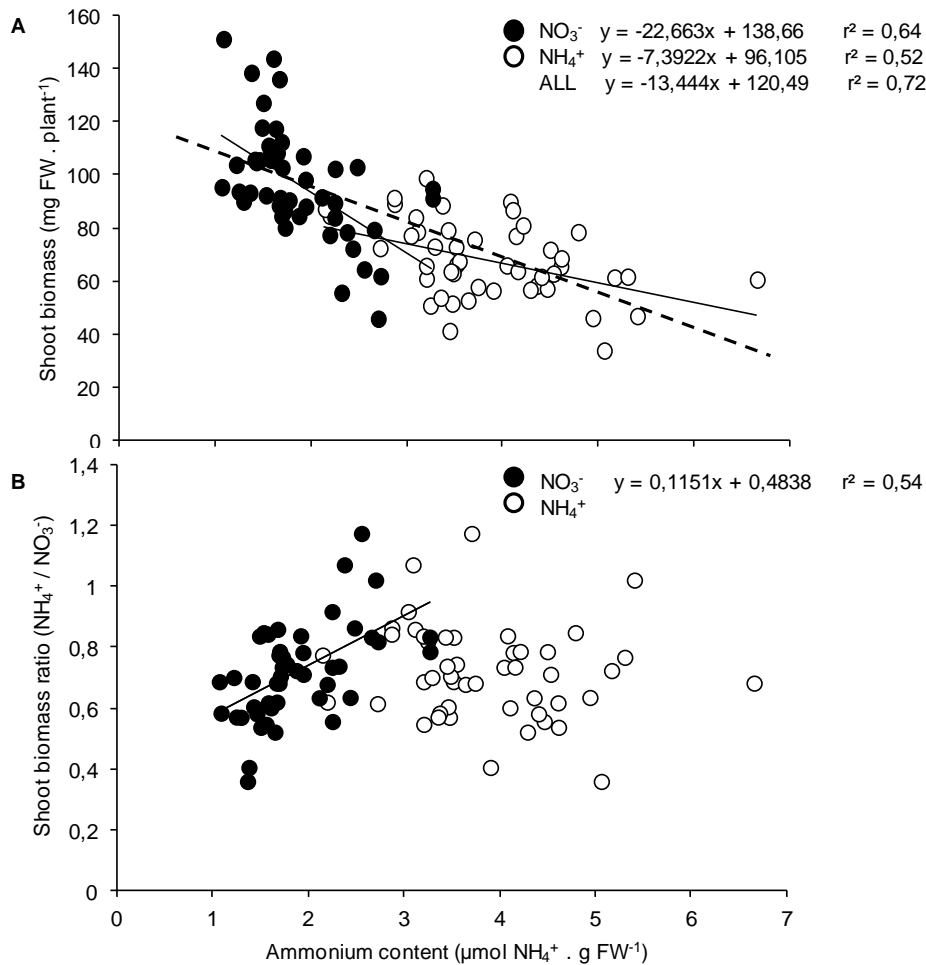 A
160
140
120
100
80
60
40
20
0
Shoot biomass (mg FW . plant⁻¹)
NO₃⁻ y = -22,663x + 138,66 r² = 0,64
NH₄⁺ y = -7,3922x + 96,105 r² = 0,52
ALL y = -13,444x + 120,49 r² = 0,72
B
1,4
1,2
1
0,8
0,6
0,4
0,2
0
Shoot biomass ratio (NH₄⁺ / NO₃⁻)
NO₃⁻ y = 0,1151x + 0,4838 r² = 0,54
NH₄⁺
0 1 2 3 4 5 6 7
Ammonium content (µmol NH₄⁺ . g FW⁻¹)